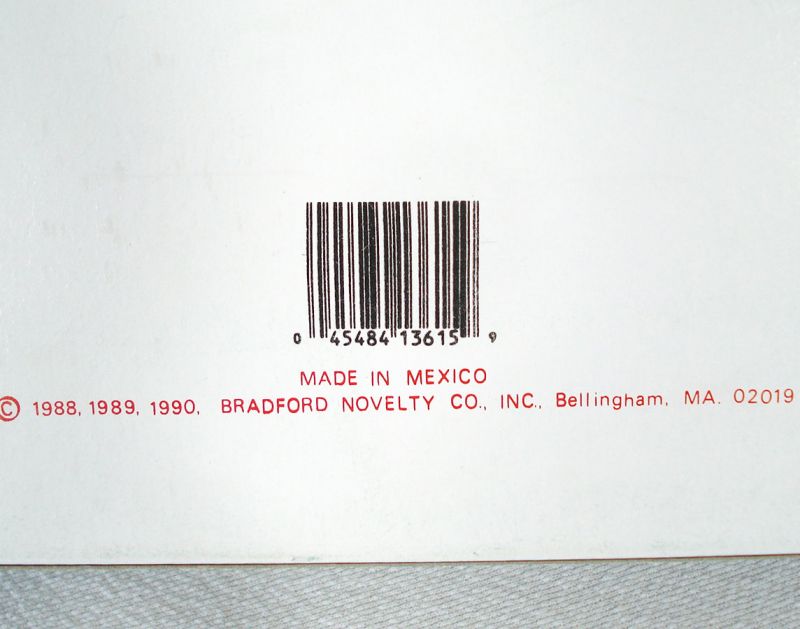 0 45484 13615 9
MADE IN MEXICO
© 1988, 1989, 1990, BRADFORD NOVELTY CO., INC., Bellingham, MA. 02019